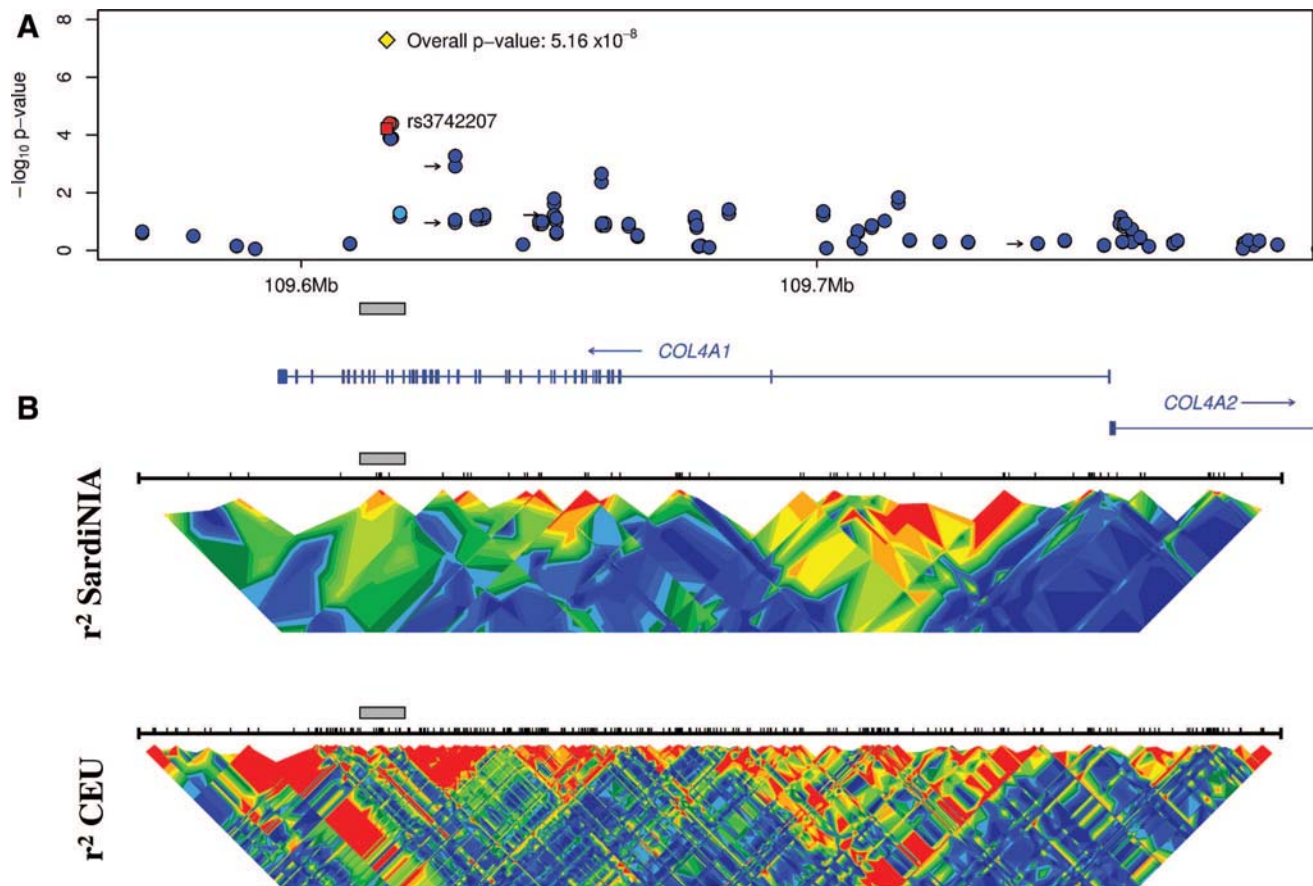 A
8
6
4
2
0
−log10 p−value
Overall p−value: 5.16 x10−8
rs3742207
109.6Mb
109.7Mb
COL4A1
COL4A2
B
r2 SardiNIA
r2 CEU